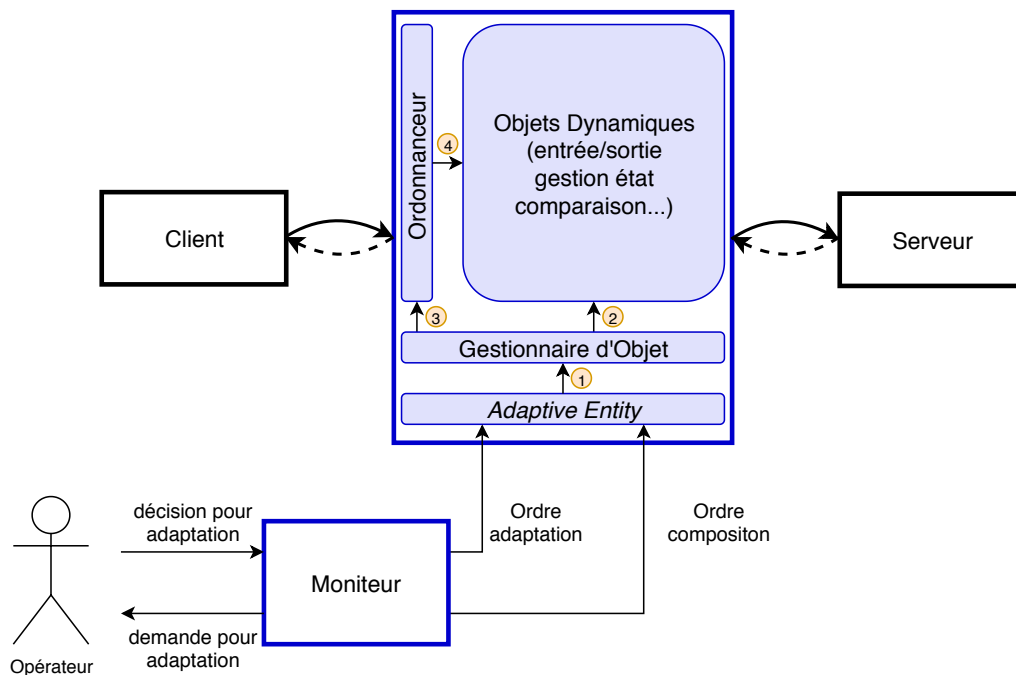 Ordonnanceur
Objets Dynamiques
(entrée/sortie
gestion état
comparaison...)
4
Client
Serveur
3
2
Gestionnaire d'Objet
1
Adaptive Entity
décision pour
adaptation
Ordre
adaptation
Ordre
compositon
Moniteur
demande pour
adaptation
Opérateur